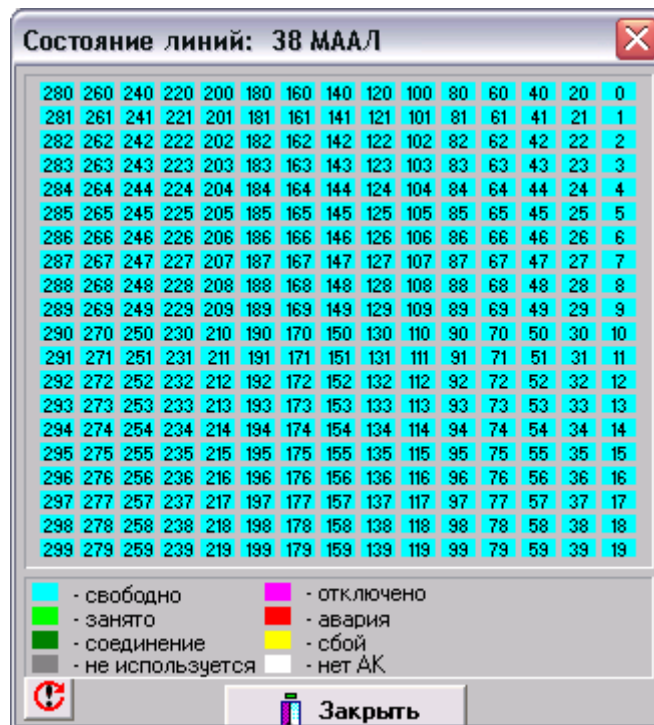 Состояние линий: 38 МААЛ
280 260 240 220 200 180 160 140 120 100 80 60 40 20 0
281 261 241 221 201 181 161 141 121 101 81 61 41 21 1
282 262 242 222 202 182 162 142 122 102 82 62 42 22 2
283 263 243 223 203 183 163 143 123 103 83 63 43 23 3
284 264 244 224 204 184 164 144 124 104 84 64 44 24 4
285 265 245 225 205 185 165 145 125 105 85 65 45 25 5
286 266 246 226 206 186 166 146 126 106 86 66 46 26 6
287 267 247 227 207 187 167 147 127 107 87 67 47 27 7
288 268 248 228 208 188 168 148 128 108 88 68 48 28 8
289 269 249 229 209 189 169 149 129 109 89 69 49 29 9
290 270 250 230 210 190 170 150 130 110 90 70 50 30 10
291 271 251 231 211 191 171 151 131 111 91 71 51 31 11
292 272 252 232 212 192 172 152 132 112 92 72 52 32 12
293 273 253 233 213 193 173 153 133 113 93 73 53 33 13
294 274 254 234 214 194 174 154 134 114 94 74 54 34 14
295 275 255 235 215 195 175 155 135 115 95 75 55 35 15
296 276 256 236 216 196 176 156 136 116 96 76 56 36 16
297 277 257 237 217 197 177 157 137 117 97 77 57 37 17
298 278 258 238 218 198 178 158 138 118 98 78 58 38 18
299 279 259 239 219 199 179 159 139 119 99 79 59 39 19
- свободно - отключено
- занято - авария
- соединение - сбой
- не используется - нет АК
Закрыть